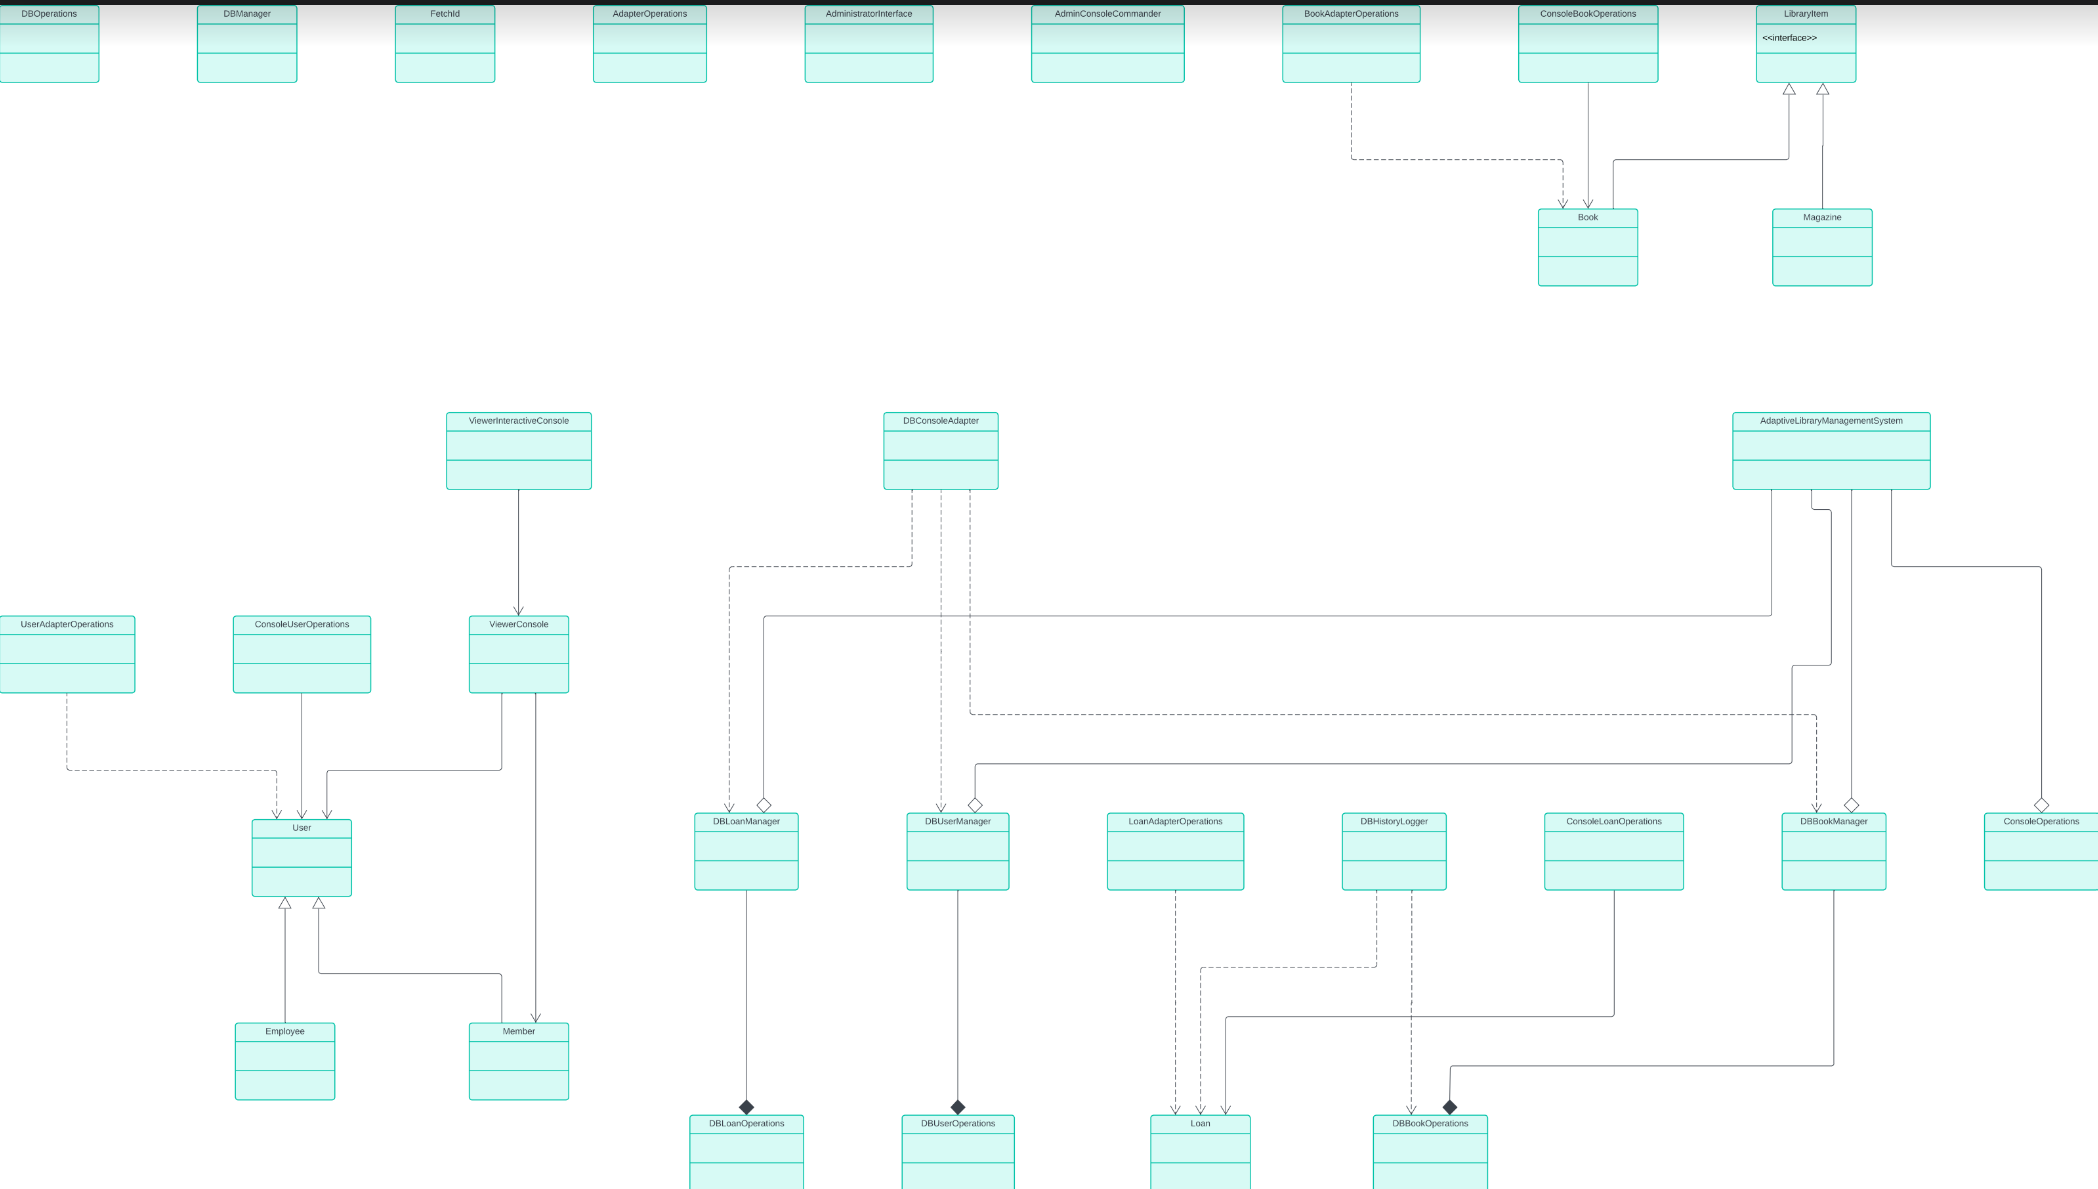 DBOperations
DBManager
FetchId
AdapterOperations
AdministratorInterface
AdminConsoleCommander
BookAdapterOperations
ConsoleBookOperations
LibraryItem
<<interface>>
Book
Magazine
ViewerInteractiveConsole
DBConsoleAdapter
AdaptiveLibraryManagementSystem
UserAdapterOperations
ConsoleUserOperations
ViewerConsole
User
DBLoanManager
DBUserManager
LoanAdapterOperations
DBHistoryLogger
ConsoleLoanOperations
DBBookManager
ConsoleOperations
Employee
Member
DBLoanOperations
DBUserOperations
Loan
DBBookOperations